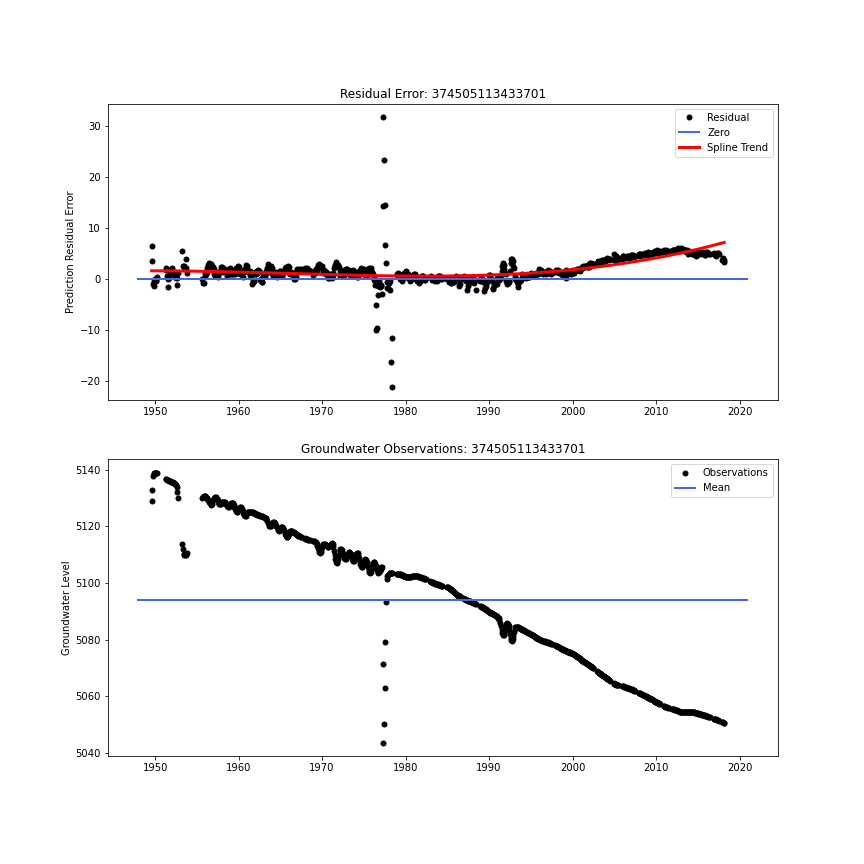 Residual Error: 374505113433701
Prediction Residual Error
30
20
10
0
−10
−20
Residual
Zero
Spline Trend
1950 1960 1970 1980 1990 2000 2010 2020
Groundwater Observations: 374505113433701
Groundwater Level
5140
5120
5100
5080
5060
5040
Observations
Mean
1950 1960 1970 1980 1990 2000 2010 2020